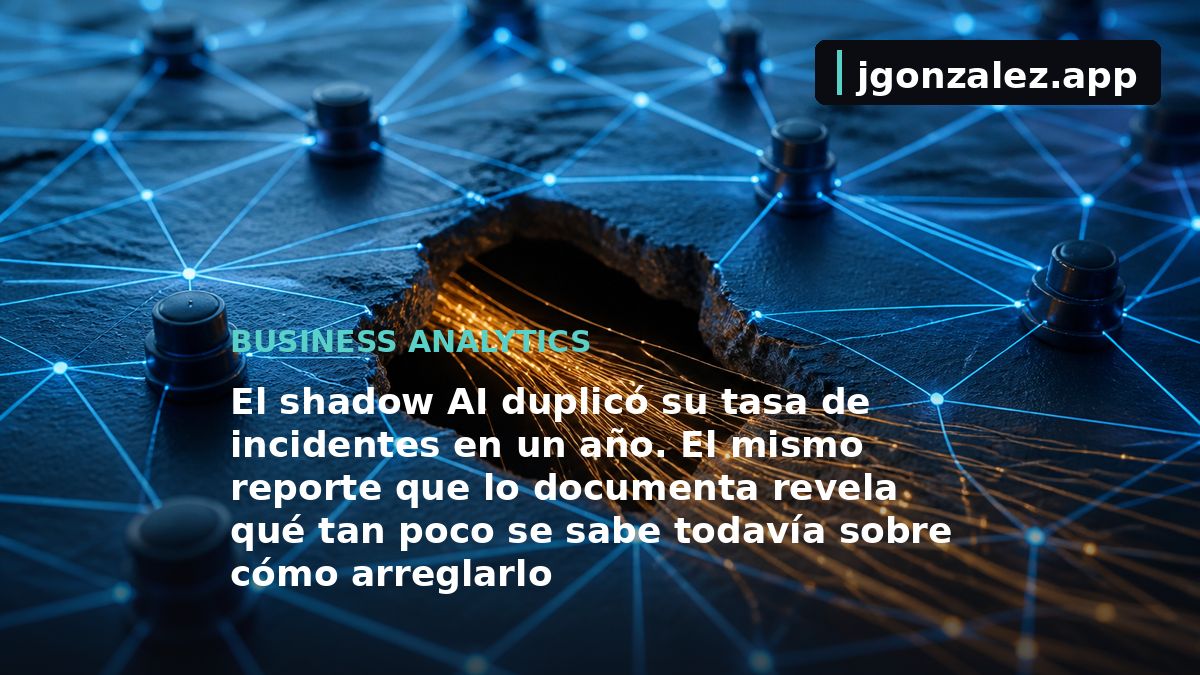 jgonzalez.app
BUSINESS ANALYTICS
El shadow AI duplicó su tasa de
incidentes en un año. El mismo
reporte que lo documenta revela
qué tan poco se sabe todavía sobre
cómo arreglarlo